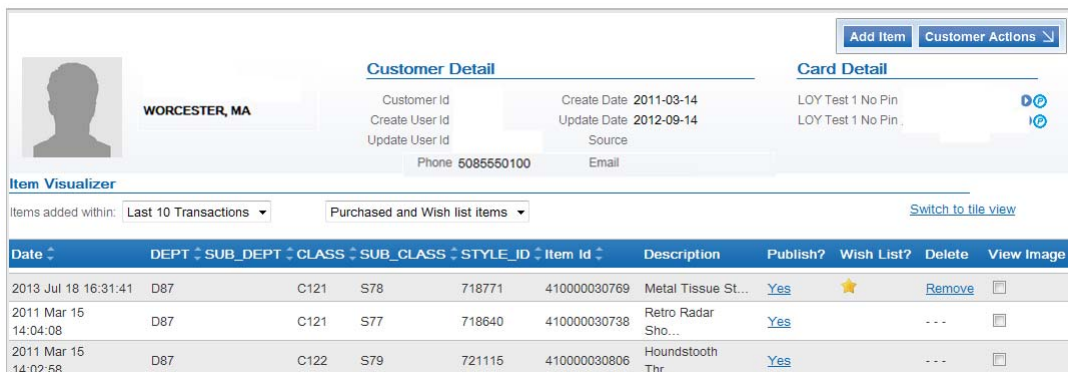 Add Item Customer Actions
Customer Detail Card Detail
WORCESTER, MA
Customer Id Create Date 2011-03-14 LOY Test 1 No Pin
Create User Id Update Date 2012-09-14 LOY Test 1 No Pin
Update User Id Source
Phone 5085550100 Email
Item Visualizer
Items added within: Last 10 Transactions Purchased and Wish list items Switch to tile view
Date DEPT SUB_DEPT CLASS SUB_CLASS STYLE_ID Item Id Description Publish? Wish List? Delete View Image
2013 Jul 18 16:31:41 D87 C121 S78 718771 410000030769 Metal Tissue St... Yes Remove
2011 Mar 15 14:04:08 D87 C121 S77 718640 410000030738 Retro Radar Sho... Yes - - -
2011 Mar 15 14:02:58 D87 C122 S79 721115 410000030806 Houndstooth Thr Yes - - -